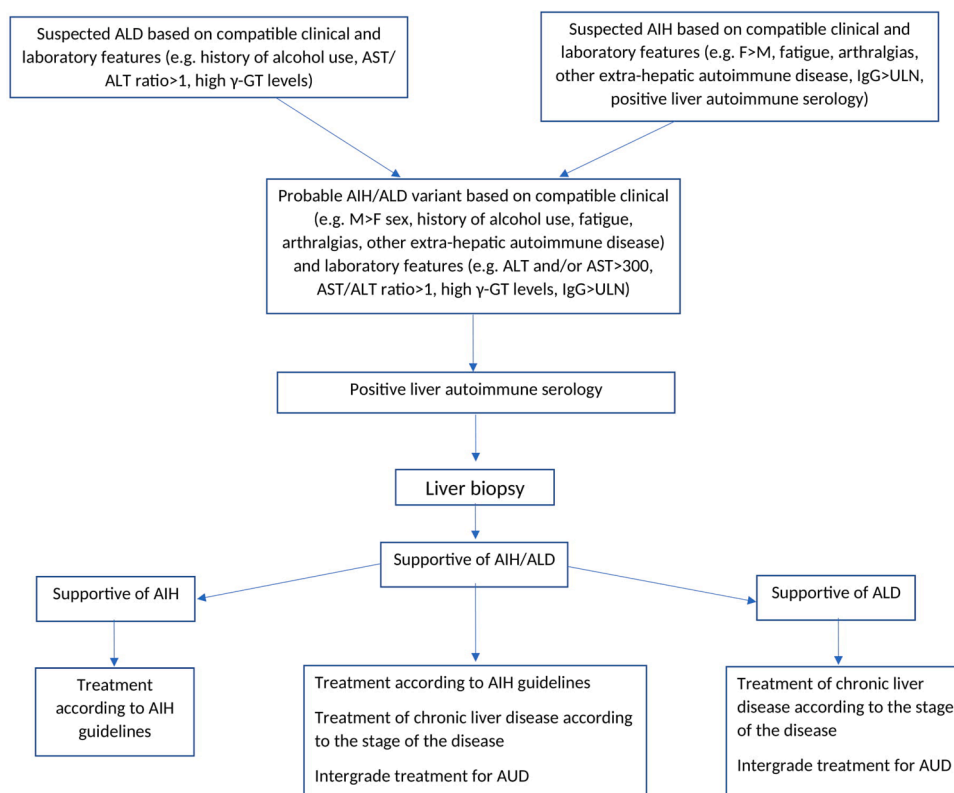 Suspected ALD based on compatible clinical and
laboratory features (e.g. history of alcohol use, AST/
ALT ratio>1, high γ-GT levels)
Suspected AIH based on compatible clinical and
laboratory features (e.g. F>M, fatigue, arthralgias,
other extra-hepatic autoimmune disease, IgG>ULN,
positive liver autoimmune serology)
Probable AIH/ALD variant based on compatible clinical
(e.g. M>F sex, history of alcohol use, fatigue,
arthralgias, other extra-hepatic autoimmune disease)
and laboratory features (e.g. ALT and/or AST>300,
AST/ALT ratio>1, high γ-GT levels, IgG>ULN)
Positive liver autoimmune serology
Liver biopsy
Supportive of AIH/ALD
Supportive of AIH
Supportive of ALD
Treatment
according to AIH
guidelines
Treatment according to AIH guidelines
Treatment of chronic liver disease according
to the stage of the disease
Intergrade treatment for AUD
Treatment of chronic liver
disease according to the stage
of the disease
Intergrade treatment for AUD